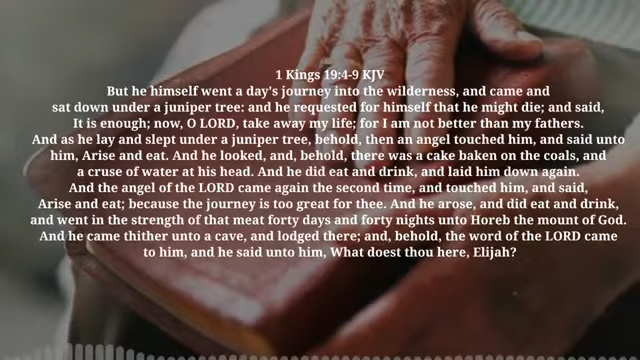 1 Kings 19:4-9 KJV
But he himself went a day's journey into the wilderness, and came and
sat down under a juniper tree: and he requested for himself that he might die; and said,
It is enough; now, O LORD, take away my life; for I am not better than my fathers.
And as he lay and slept under a juniper tree, behold, then an angel touched him, and said unto
him, Arise and eat. And he looked, and, behold, there was a cake baken on the coals, and
a cruse of water at his head. And he did eat and drink, and laid him down again.
And the angel of the LORD came again the second time, and touched him, and said,
Arise and eat; because the journey is too great for thee. And he arose, and did eat and drink,
and went in the strength of that meat forty days and forty nights unto Horeb the mount of God.
And he came thither unto a cave, and lodged there; and, behold, the word of the LORD came
to him, and he said unto him, What doest thou here, Elijah?